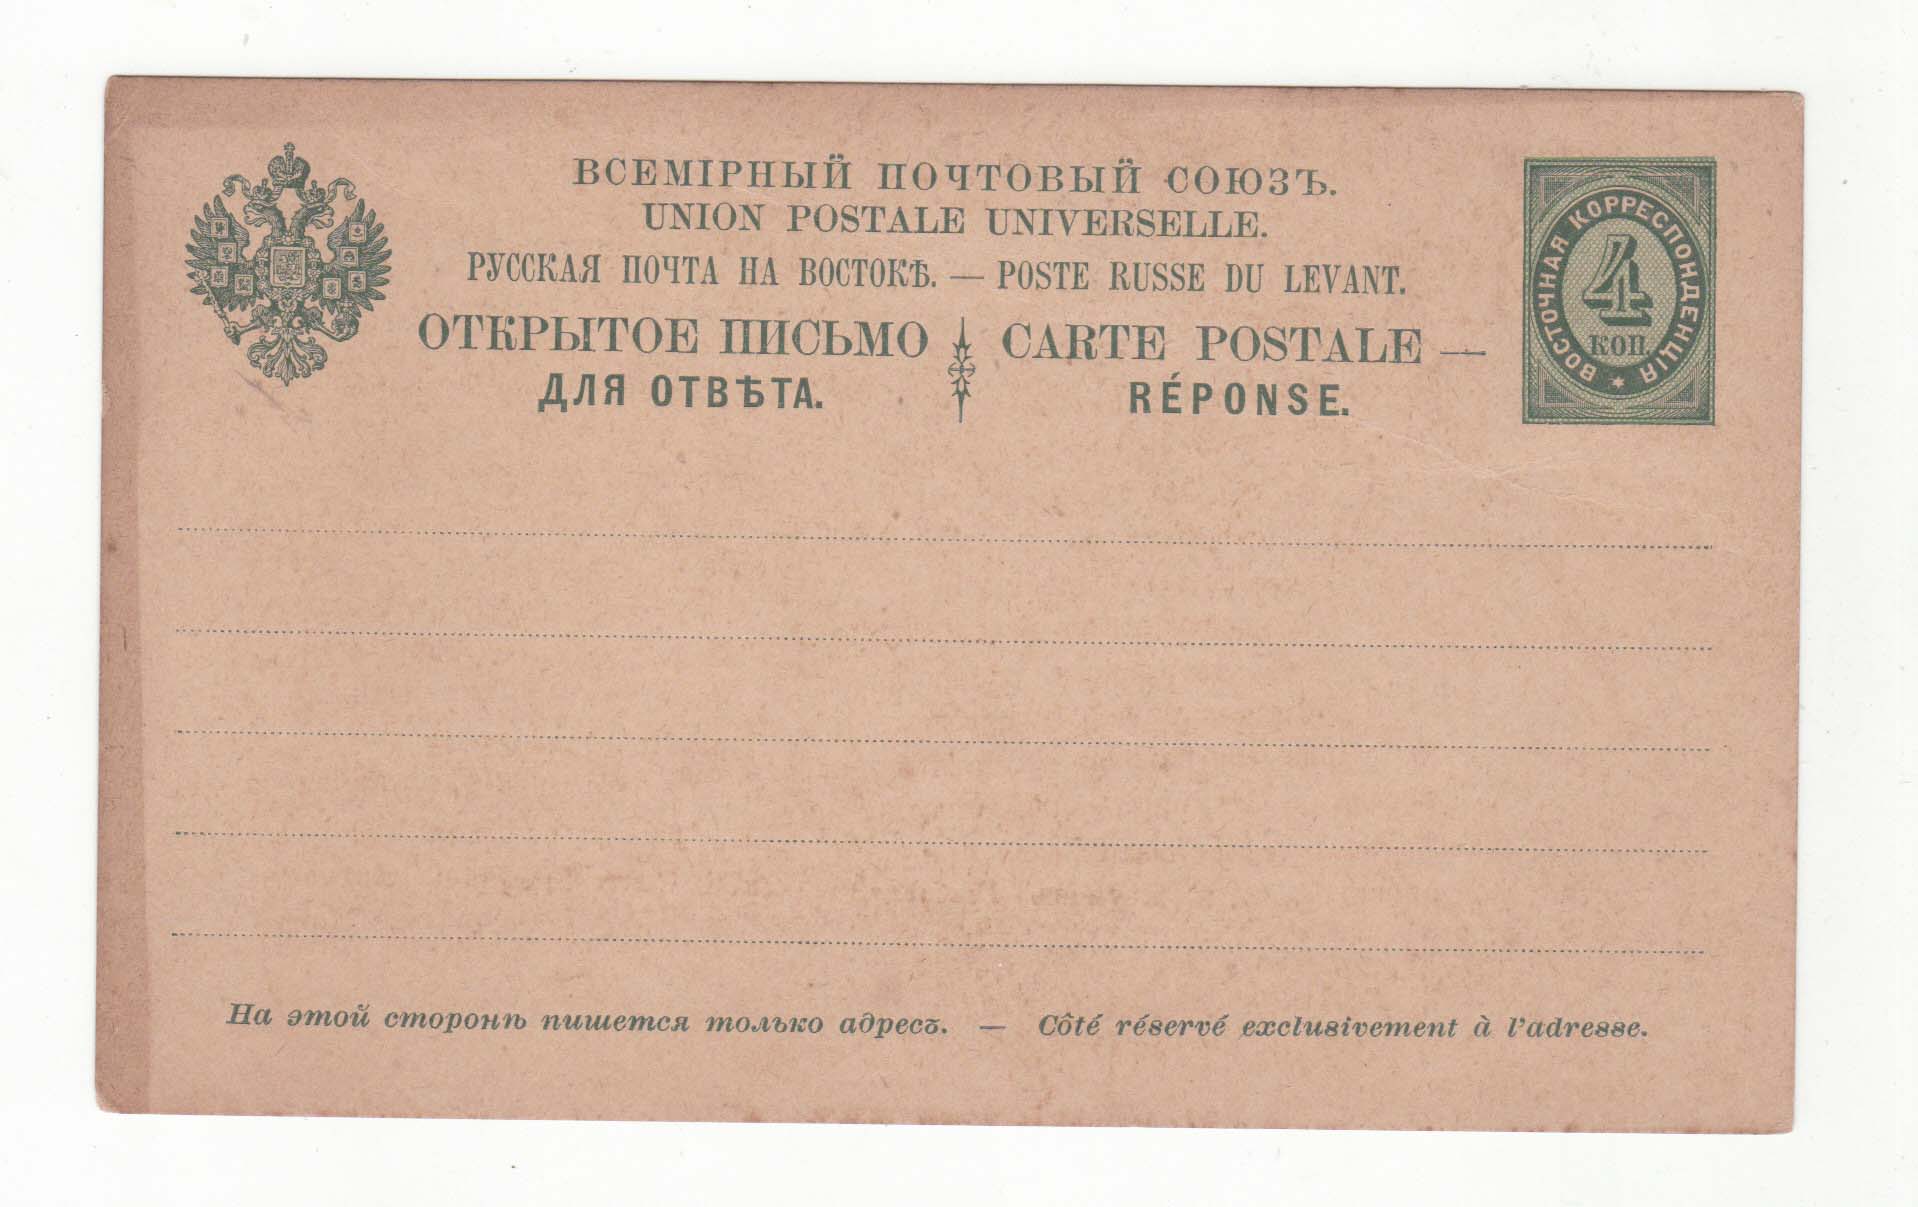 ВСЕМІРНЫЙ ПОЧТОВЫЙ СОЮЗЪ.
UNION POSTALE UNIVERSELLE.
РУССКАЯ ПОЧТА НА ВОСТОКѢ. — POSTE RUSSE DU LEVANT.
ОТКРЫТОЕ ПИСЬМО CARTE POSTALE —
ДЛЯ ОТВѢТА. RÉPONSE.
ВОСТОЧНАЯ КОРРЕСПОНДЕНЦІЯ
4
КОП
На этой сторонѣ пишется только адресъ. — Côté réservé exclusivement à l'adresse.